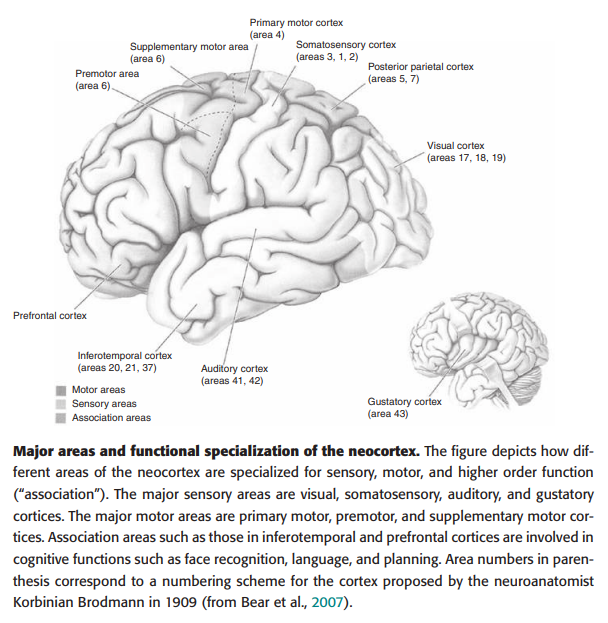 Primary motor cortex
(area 4)
Supplementary motor area
(area 6)
Somatosensory cortex
(areas 3, 1, 2)
Premotor area
(area 6)
Posterior parietal cortex
(areas 5, 7)
Visual cortex
(areas 17, 18, 19)
Prefrontal cortex
Inferotemporal cortex
(areas 20, 21, 37)
Auditory cortex
(areas 41, 42)
Motor areas
Sensory areas
Association areas
Gustatory cortex
(area 43)
Major areas and functional specialization of the neocortex. The figure depicts how dif-
ferent areas of the neocortex are specialized for sensory, motor, and higher order function
(“association”). The major sensory areas are visual, somatosensory, auditory, and gustatory
cortices. The major motor areas are primary motor, premotor, and supplementary motor cor-
tices. Association areas such as those in inferotemporal and prefrontal cortices are involved in
cognitive functions such as face recognition, language, and planning. Area numbers in paren-
thesis correspond to a numbering scheme for the cortex proposed by the neuroanatomist
Korbinian Brodmann in 1909 (from Bear et al., 2007).